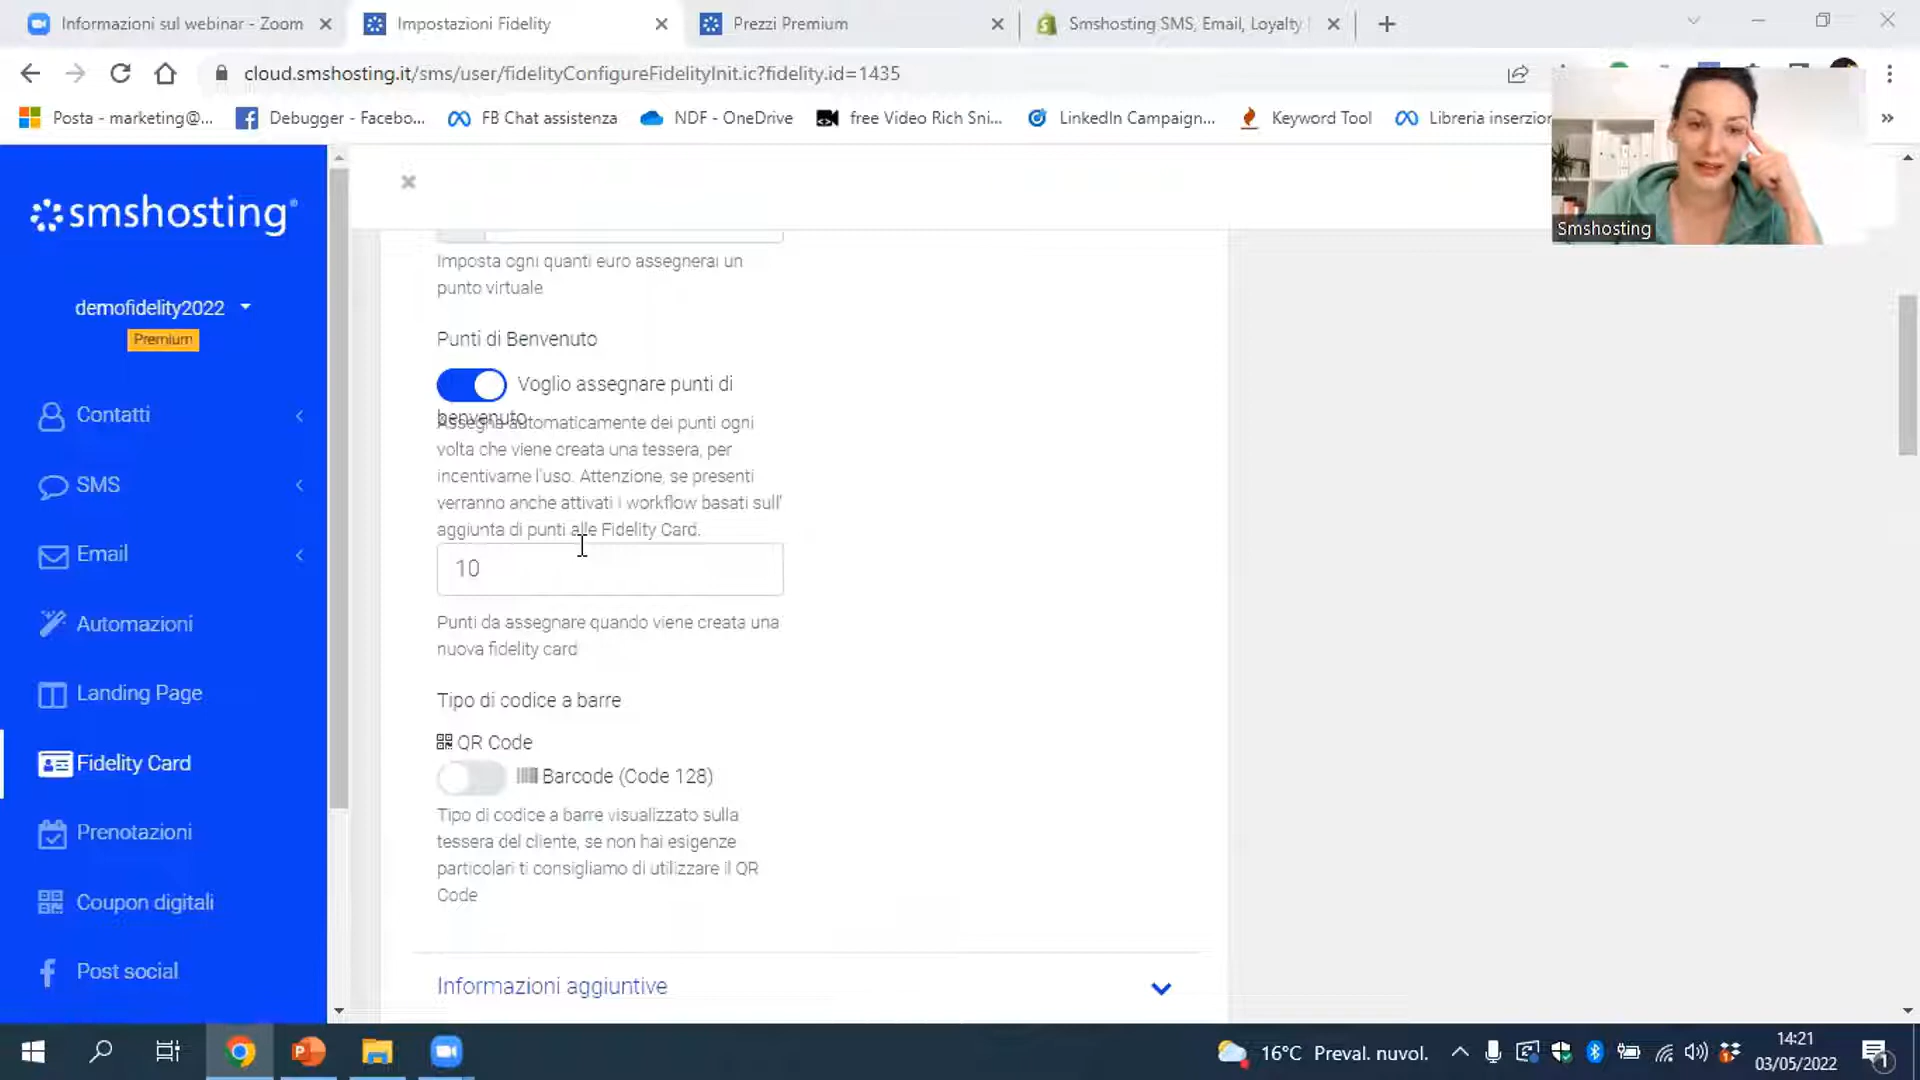 Informazioni sul webinar - Zoom
Impostazioni Fidelity
Prezzi Premium
Smshosting SMS, Email, Loyalty
cloud.smshosting.it/sms/user/fidelityConfigureFidelityInit.ic?fidelity.id=1435
Posta - marketing@...
Debugger - Facebo...
FB Chat assistenza
NDF - OneDrive
free Video Rich Sni...
LinkedIn Campaign...
Keyword Tool
Libreria inserzion
Smshosting
smshosting®
demofidelity2022
Premium
Contatti
SMS
Email
Automazioni
Landing Page
Fidelity Card
Prenotazioni
Coupon digitali
Post social
Imposta ogni quanti euro assegnerai un
punto virtuale
Punti di Benvenuto
Voglio assegnare punti di
benvenuto
Assegna automaticamente dei punti ogni
volta che viene creata una tessera, per
incentivarne l'uso. Attenzione, se presenti
verranno anche attivati i workflow basati sull'
aggiunta di punti alle Fidelity Card.
10
Punti da assegnare quando viene creata una
nuova fidelity card
Tipo di codice a barre
QR Code
Barcode (Code 128)
Tipo di codice a barre visualizzato sulla
tessera del cliente, se non hai esigenze
particolari ti consigliamo di utilizzare il QR
Code
Informazioni aggiuntive
16°C Preval. nuvol.
14:21
03/05/2022
1